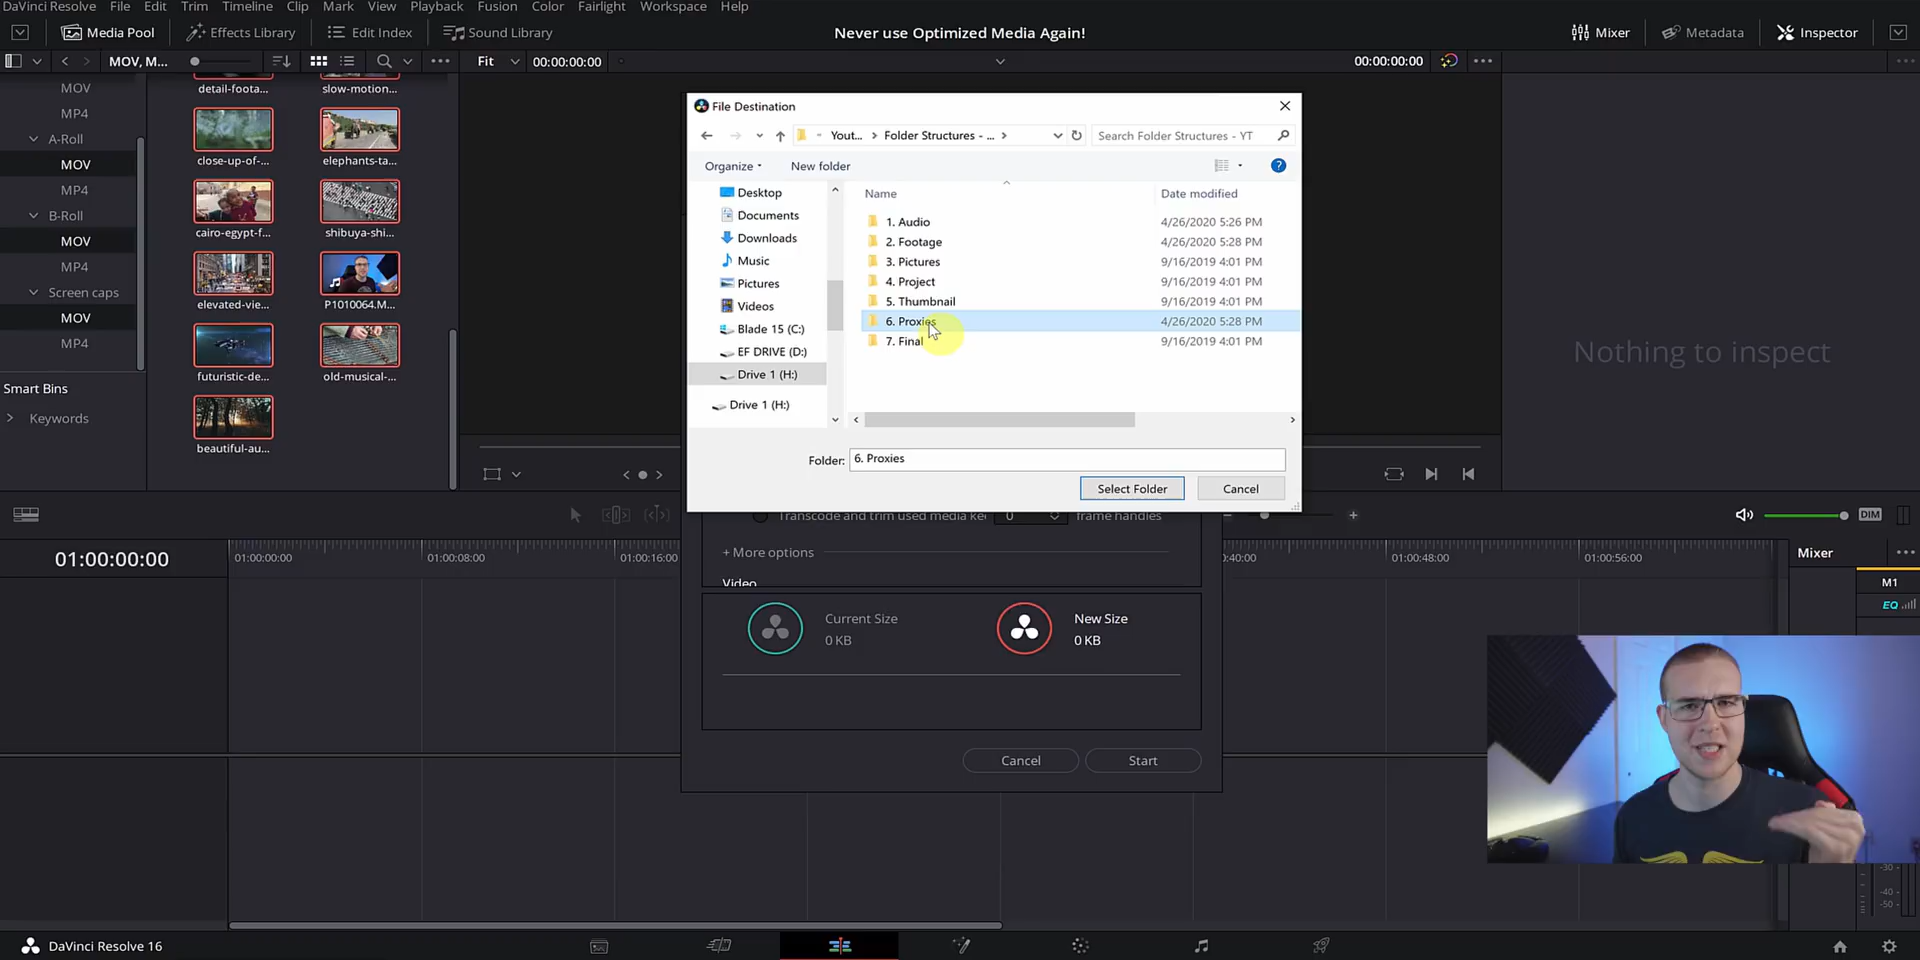 DaVinci Resolve File Edit Trim Timeline Clip Mark View Playback Fusion Color Fairlight Workspace Help
Media Pool Effects Library Edit Index Sound Library Never use Optimized Media Again! Mixer Metadata Inspector
MOV, M... Fit 00:00:00:00 00:00:00:00
MOV
MP4
A-Roll
MOV
MP4
B-Roll
MOV
MP4
Screen caps
MOV
MP4
Smart Bins
Keywords
detail-foota... slow-motion...
close-up-of-... elephants-ta...
cairo-egypt-f... shibuya-shi...
elevated-vie... P1010064.M...
futuristic-de... old-musical-...
beautiful-au...
File Destination
Yout... Folder Structures - ... Search Folder Structures - YT
Organize New folder
Desktop
Documents
Downloads
Music
Pictures
Videos
Blade 15 (C:)
EF DRIVE (D:)
Drive 1 (H:)
Drive 1 (H:)
Name Date modified
1. Audio 4/26/2020 5:26 PM
2. Footage 4/26/2020 5:28 PM
3. Pictures 9/16/2019 4:01 PM
4. Project 9/16/2019 4:01 PM
5. Thumbnail 9/16/2019 4:01 PM
6. Proxies 4/26/2020 5:28 PM
7. Final 9/16/2019 4:01 PM
Folder: 6. Proxies
Select Folder Cancel
Nothing to inspect
Transcode and trim used media ke 0 frame handles
+ More options
Video
Current Size
0 KB
New Size
0 KB
Cancel Start
DIM
01:00:00:00 01:00:00:00 01:00:08:00 01:00:16:00 :40:00 01:00:48:00 01:00:56:00
Mixer
M1
EQ
-30
-40
-50
DaVinci Resolve 16